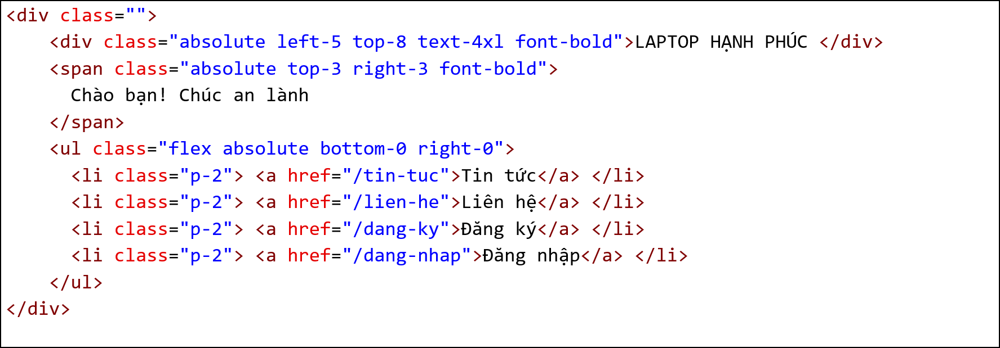 <div class="">
    <div class="absolute left-5 top-8 text-4xl font-bold">LAPTOP HẠNH PHÚC </div>
    <span class="absolute top-3 right-3 font-bold">
      Chào bạn! Chúc an lành
    </span>
    <ul class="flex absolute bottom-0 right-0">
      <li class="p-2"> <a href="/tin-tuc">Tin tức</a> </li>
      <li class="p-2"> <a href="/lien-he">Liên hệ</a> </li>
      <li class="p-2"> <a href="/dang-ky">Đăng ký</a> </li>
      <li class="p-2"> <a href="/dang-nhap">Đăng nhập</a> </li>
    </ul>
</div>